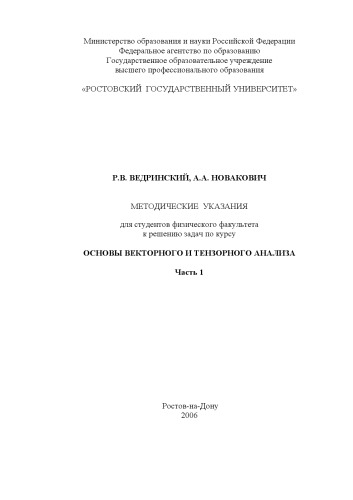 Министерство образования и науки Российской Федерации
Федеральное агентство по образованию
Государственное образовательное учреждение
высшего профессионального образования
«РОСТОВСКИЙ ГОСУДАРСТВЕННЫЙ УНИВЕРСИТЕТ»
Р.В. ВЕДРИНСКИЙ, А.А. НОВАКОВИЧ
МЕТОДИЧЕСКИЕ УКАЗАНИЯ
для студентов физического факультета
к решению задач по курсу
ОСНОВЫ ВЕКТОРНОГО И ТЕНЗОРНОГО АНАЛИЗА
Часть 1
Ростов-на-Дону
2006